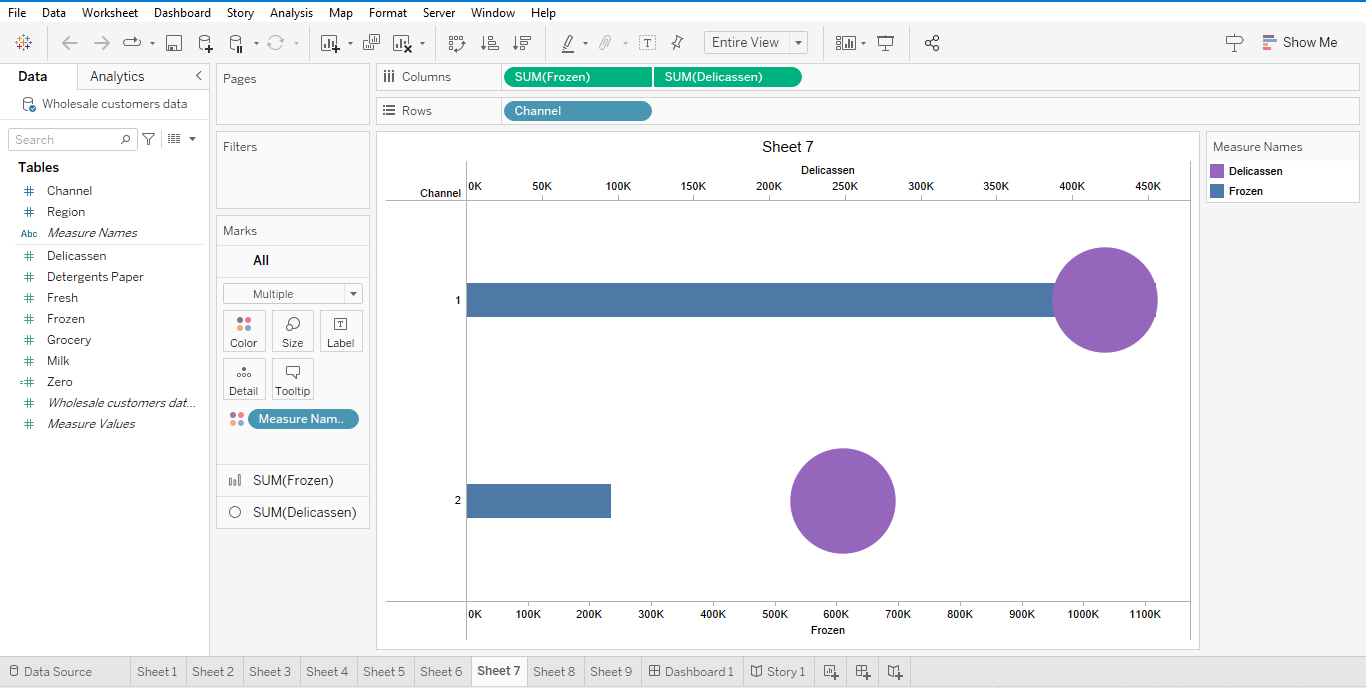 File Data Worksheet Dashboard Story Analysis Map Format Server Window Help
Entire View
Show Me
Data Analytics
Wholesale customers data
Search
Tables
Channel
Region
Abc Measure Names
Delicassen
Detergents Paper
Fresh
Frozen
Grocery
Milk
Zero
Wholesale customers dat...
Measure Values
Pages
Filters
Marks
All
Multiple
Color Size Label
Detail Tooltip
Measure Nam..
SUM(Frozen)
SUM(Delicassen)
Columns SUM(Frozen) SUM(Delicassen)
Rows Channel
Sheet 7
Delicassen
Channel 0K 50K 100K 150K 200K 250K 300K 350K 400K 450K
1
2
0K 100K 200K 300K 400K 500K 600K 700K 800K 900K 1000K 1100K
Frozen
Measure Names
Delicassen
Frozen
Data Source Sheet 1 Sheet 2 Sheet 3 Sheet 4 Sheet 5 Sheet 6 Sheet 7 Sheet 8 Sheet 9 Dashboard 1 Story 1